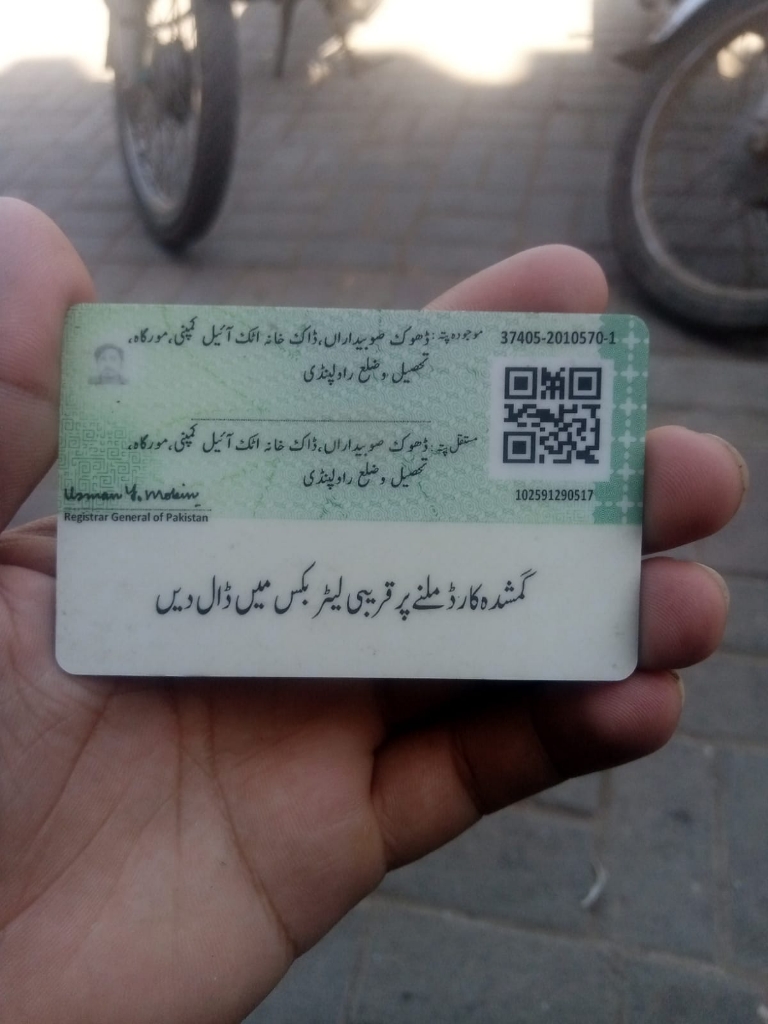 37405-2010570-1
موجودہ پتہ: ڈھوک صوبیداراں، ڈاک خانہ اٹک آئیل کمپنی، مورگاہ،
تحصیل و ضلع راولپنڈی
مستقل پتہ: ڈھوک صوبیداراں، ڈاک خانہ اٹک آئیل کمپنی، مورگاہ،
تحصیل و ضلع راولپنڈی
102591290517
Usman Y. Mobin
Registrar General of Pakistan
گمشدہ کارڈ ملنے پر قریبی لیٹر بکس میں ڈال دیں